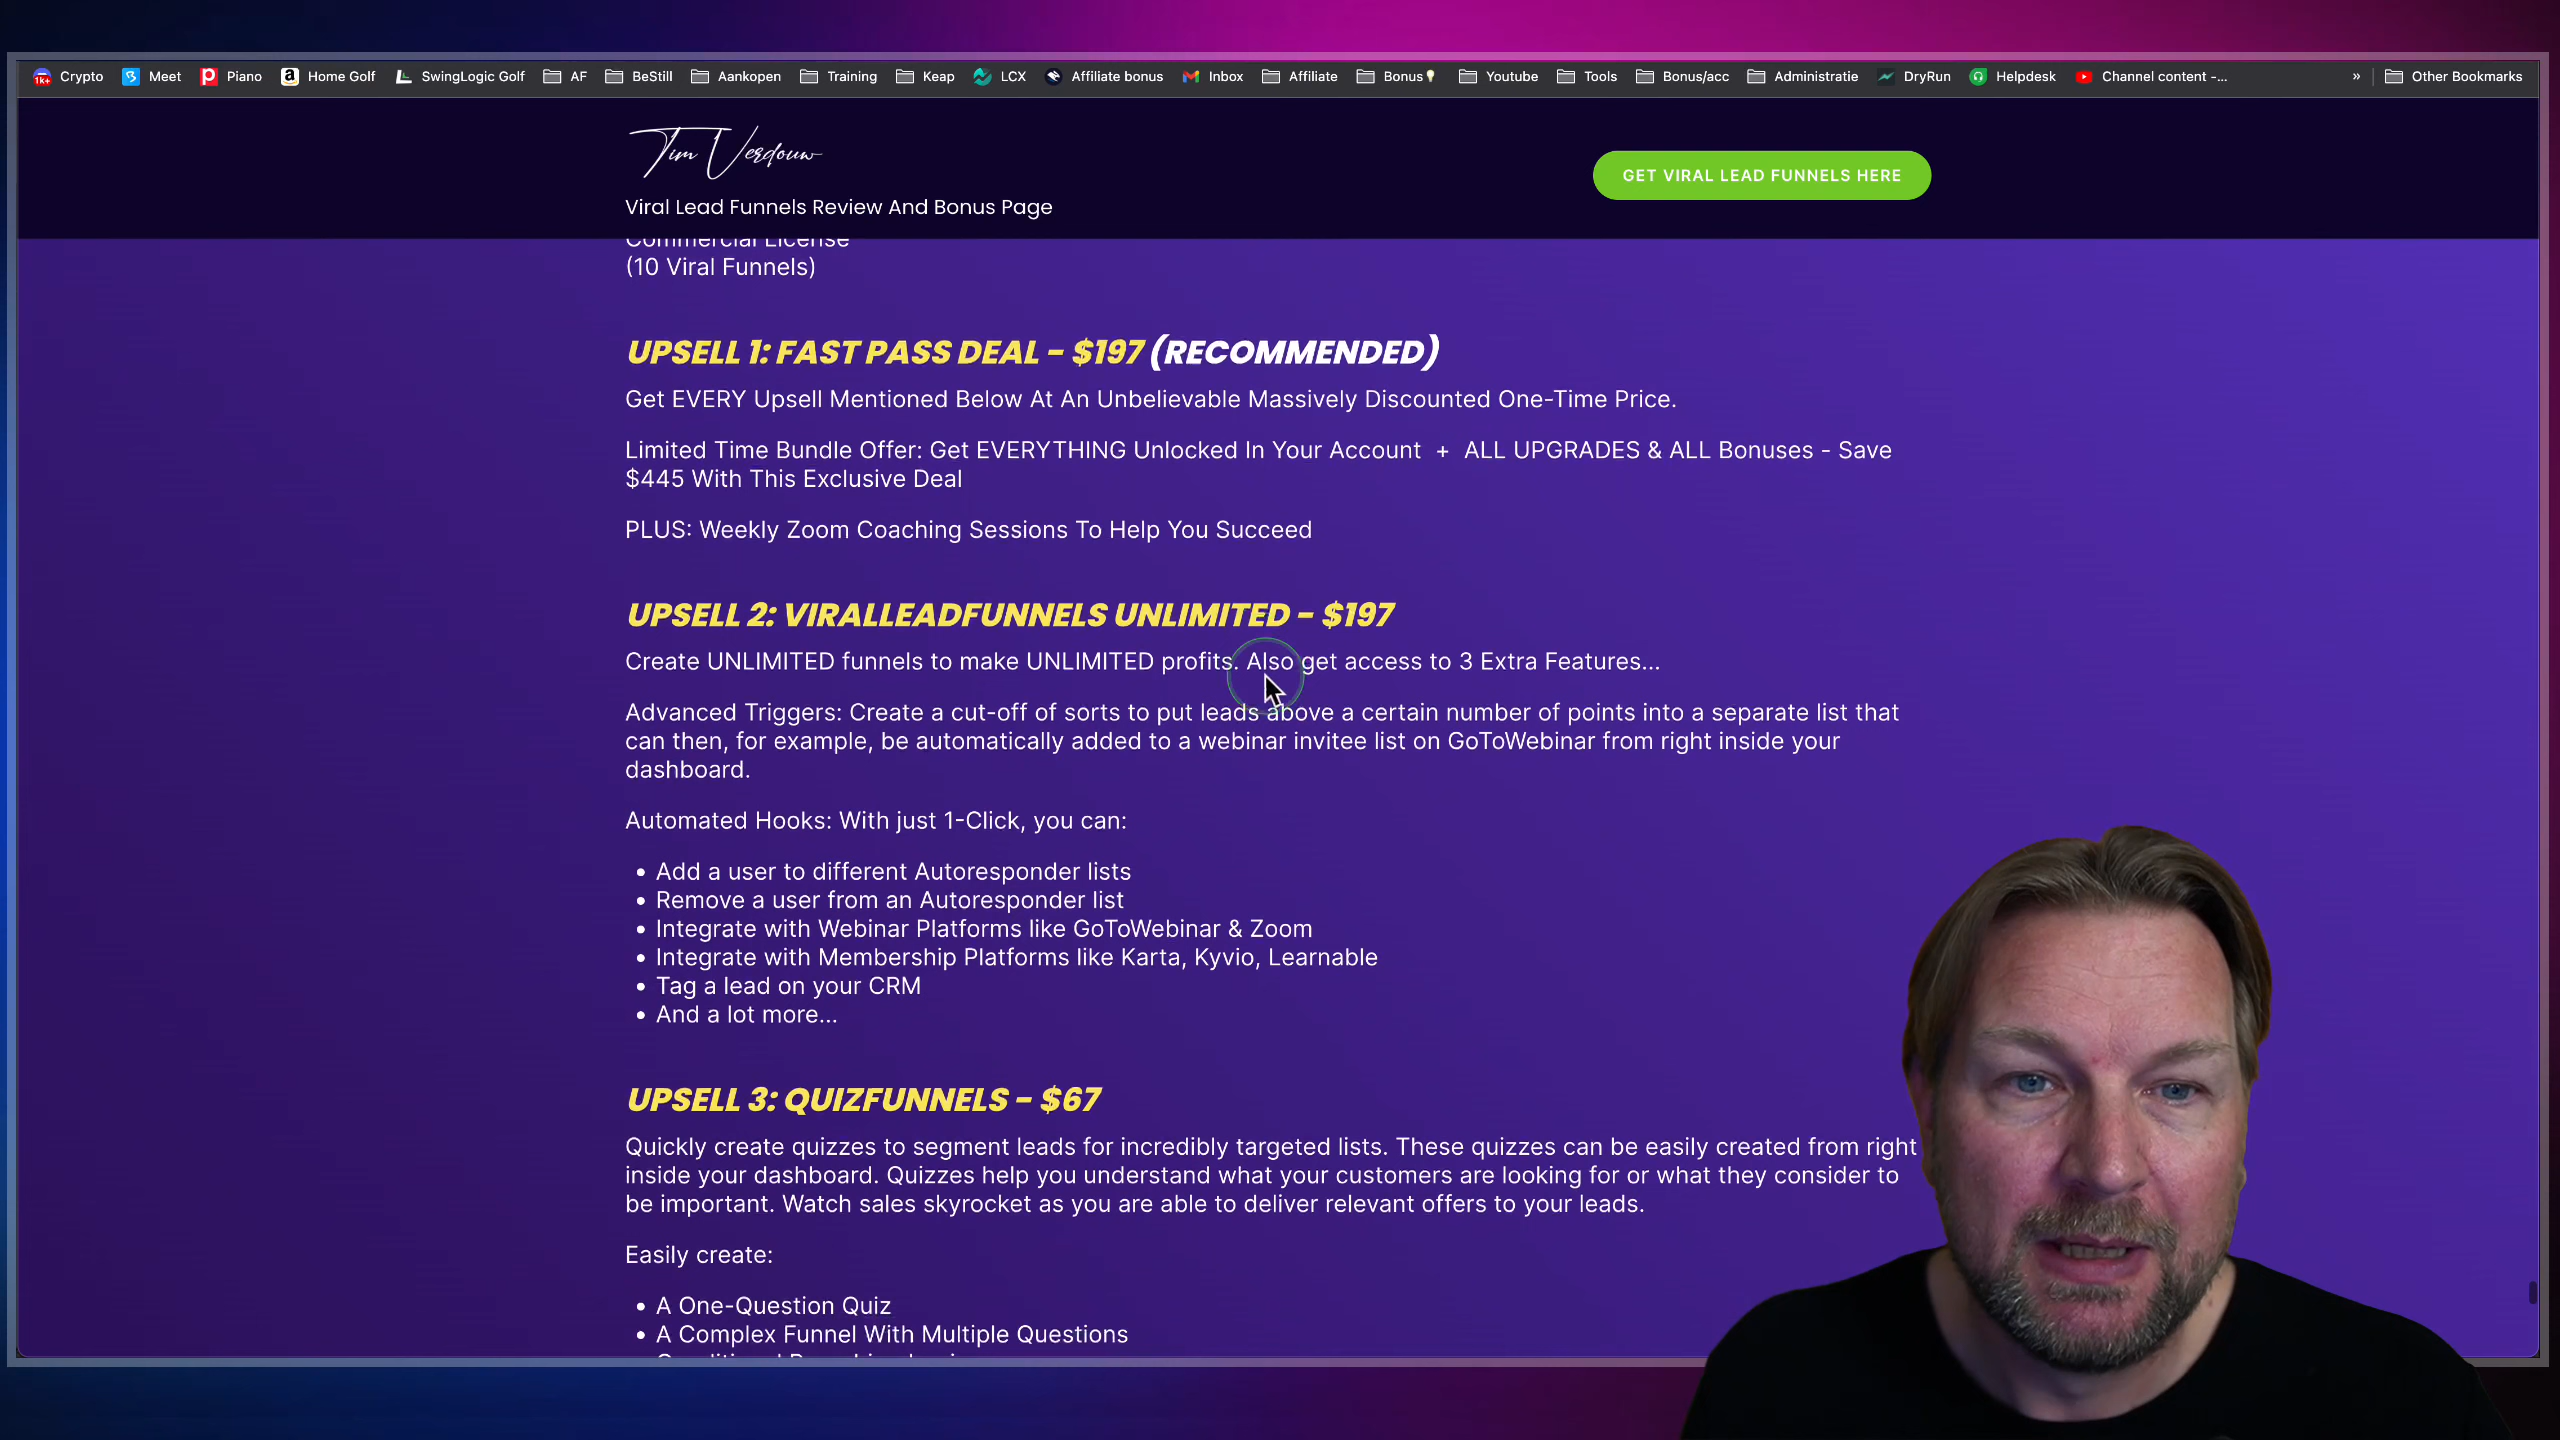 Crypto Meet Piano Home Golf SwingLogic Golf AF BeStill Aankopen Training Keap LCX Affiliate bonus Inbox Affiliate Bonus Youtube Tools Bonus/acc Administratie DryRun Helpdesk Channel content -... » Other Bookmarks
Tim Verdouw
GET VIRAL LEAD FUNNELS HERE
Viral Lead Funnels Review And Bonus Page
Commercial License
(10 Viral Funnels)
UPSELL 1: FAST PASS DEAL - $197 (RECOMMENDED)
Get EVERY Upsell Mentioned Below At An Unbelievable Massively Discounted One-Time Price.
Limited Time Bundle Offer: Get EVERYTHING Unlocked In Your Account + ALL UPGRADES & ALL Bonuses - Save
$445 With This Exclusive Deal
PLUS: Weekly Zoom Coaching Sessions To Help You Succeed
UPSELL 2: VIRALLEADFUNNELS UNLIMITED - $197
Create UNLIMITED funnels to make UNLIMITED profits. Also get access to 3 Extra Features...
Advanced Triggers: Create a cut-off of sorts to put leads above a certain number of points into a separate list that
can then, for example, be automatically added to a webinar invitee list on GoToWebinar from right inside your
dashboard.
Automated Hooks: With just 1-Click, you can:
• Add a user to different Autoresponder lists
• Remove a user from an Autoresponder list
• Integrate with Webinar Platforms like GoToWebinar & Zoom
• Integrate with Membership Platforms like Karta, Kyvio, Learnable
• Tag a lead on your CRM
• And a lot more...
UPSELL 3: QUIZFUNNELS - $67
Quickly create quizzes to segment leads for incredibly targeted lists. These quizzes can be easily created from right
inside your dashboard. Quizzes help you understand what your customers are looking for or what they consider to
be important. Watch sales skyrocket as you are able to deliver relevant offers to your leads.
Easily create:
• A One-Question Quiz
• A Complex Funnel With Multiple Questions